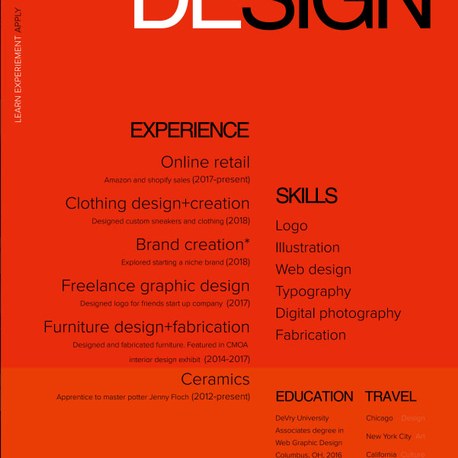 DESIGN
LEARN EXPERIEMENT APPLY
EXPERIENCE
Online retail
Amazon and shopify sales (2017-present)
Clothing design+creation
Designed custom sneakers and clothing (2018)
Brand creation*
Explored starting a niche brand (2018)
Freelance graphic design
Designed logo for friends start up company (2017)
Furniture design+fabrication
Designed and fabricated furniture. Featured in CMOA
interior design exhibit (2014-2017)
Ceramics
Apprentice to master potter Jenny Floch (2012-present)
SKILLS
Logo
Illustration
Web design
Typography
Digital photography
Fabrication
EDUCATION
DeVry University
Associates degree in
Web Graphic Design
Columbus, OH, 2016
TRAVEL
Chicago Design
New York City Art
California Culture